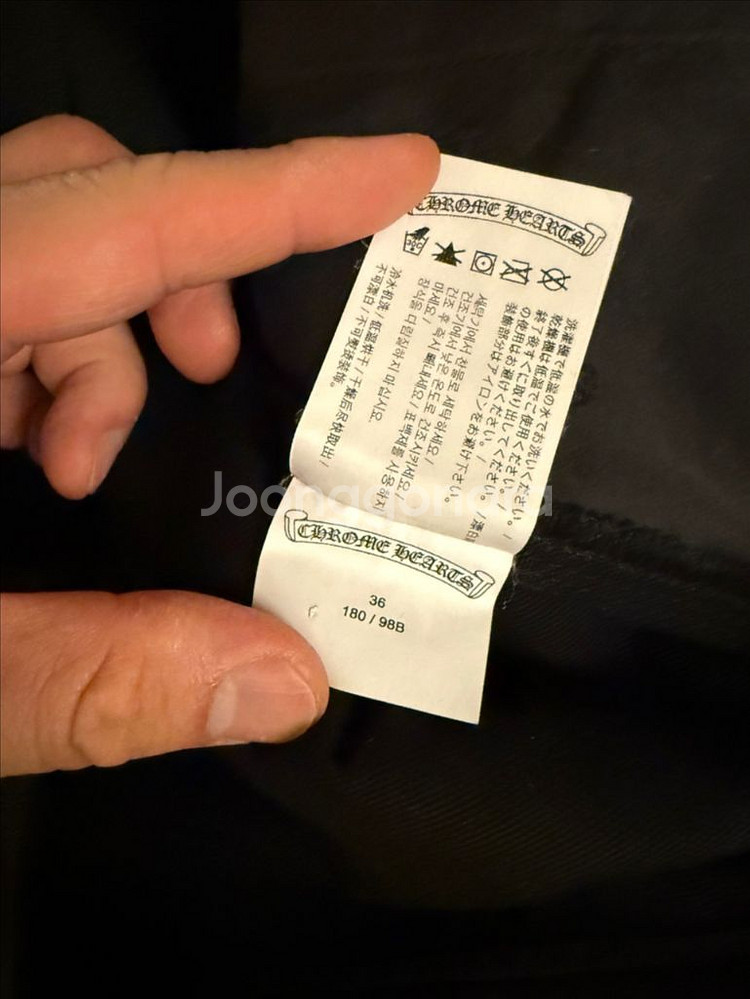 CHROME HEARTS
洗濯機で低温の水でお洗いください。/
乾燥機は低温でご使用ください。/
終了後すぐに取り出してください。/ 漂白剤
の使用はお避けください。/
装飾部分はアイロンをお避け下さい。
세탁기에서 찬물로 세탁하세요 /
건조기에서 낮은 온도로 건조시키세요
건조 후 즉시 빼내세요 / 표백제를 사용하지
마세요 /
장식을 다림질하지 마십시오.
冷水机洗 / 低温烘干 / 干燥后尽快取出 /
不可漂白 / 不可熨烫装饰。
Joonggonara
CHROME HEARTS
36
180 / 98B